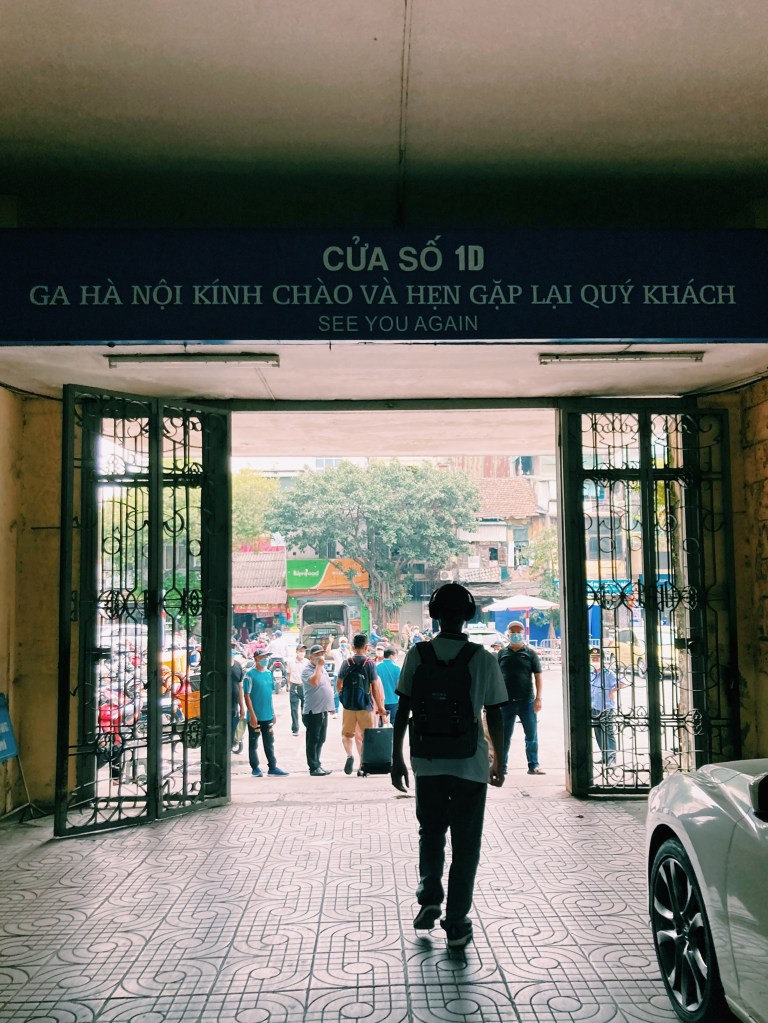 CỬA SỐ 1D
GA HÀ NỘI KÍNH CHÀO VÀ HẸN GẶP LẠI QUÝ KHÁCH
SEE YOU AGAIN